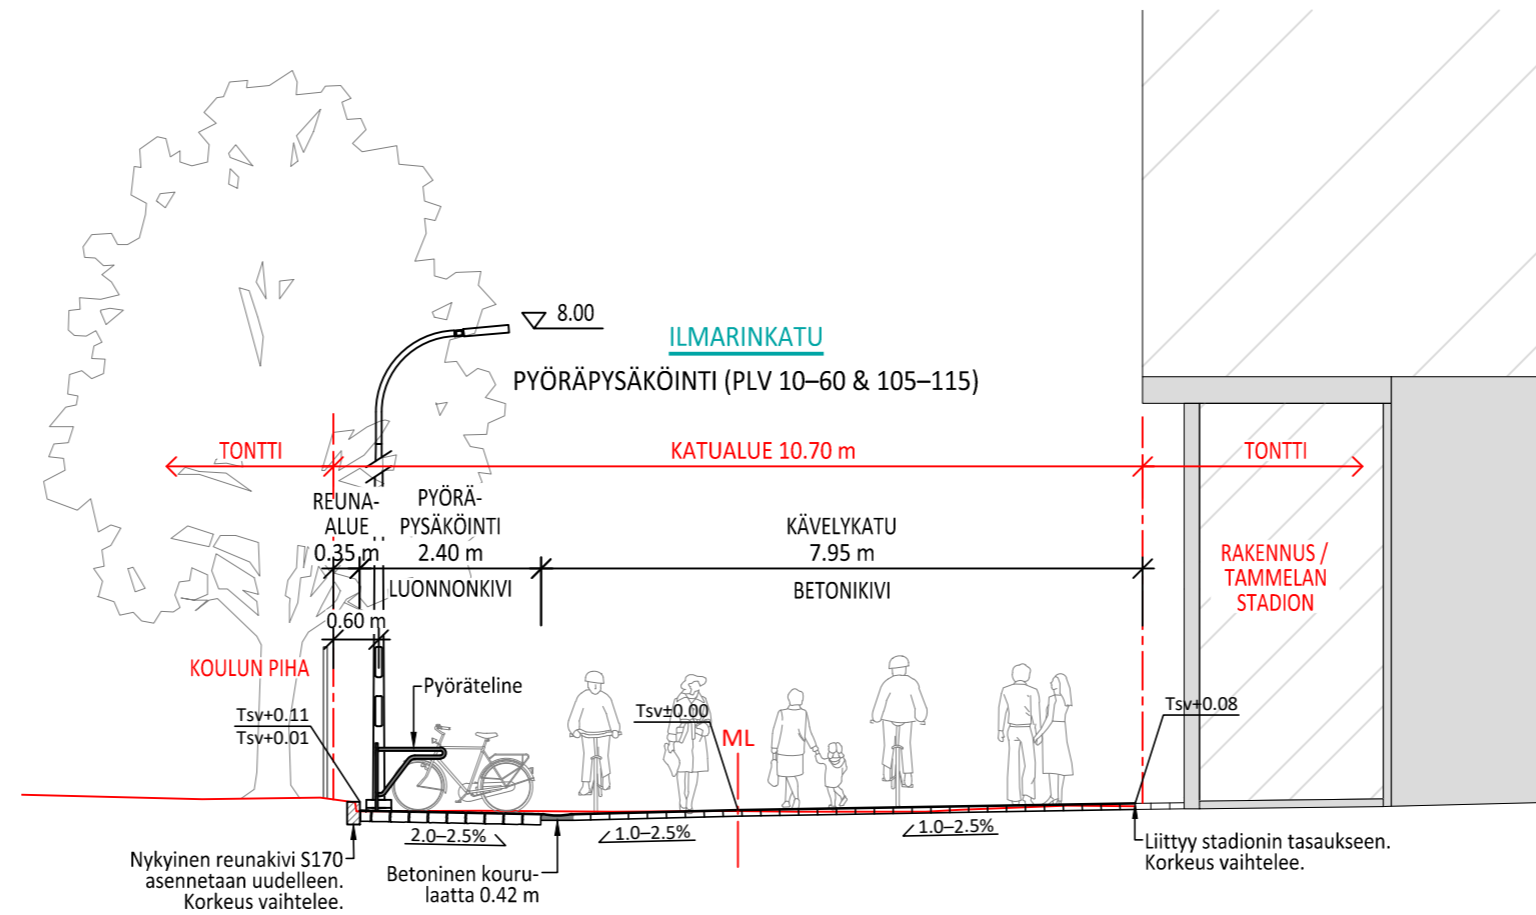 8.00
ILMARINKATU
PYÖRÄPYSÄKÖINTI (PLV 10–60 & 105–115)
TONTTI
KATUALUE 10.70 m
TONTTI
REUNA-
ALUE
0.35 m
PYÖRÄ-
PYSÄKÖINTI
2.40 m
KÄVELYKATU
7.95 m
LUONNONKIVI
BETONIKIVI
RAKENNUS /
TAMMELAN
STADION
0.60 m
KOULUN PIHA
Pyöräteline
Tsv+0.11
Tsv+0.01
Tsv±0.00
ML
Tsv+0.08
2.0–2.5%
1.0–2.5%
1.0–2.5%
Nykyinen reunakivi S170
asennetaan uudelleen.
Korkeus vaihtelee.
Betoninen kouru-
laatta 0.42 m
Liittyy stadionin tasaukseen.
Korkeus vaihtelee.